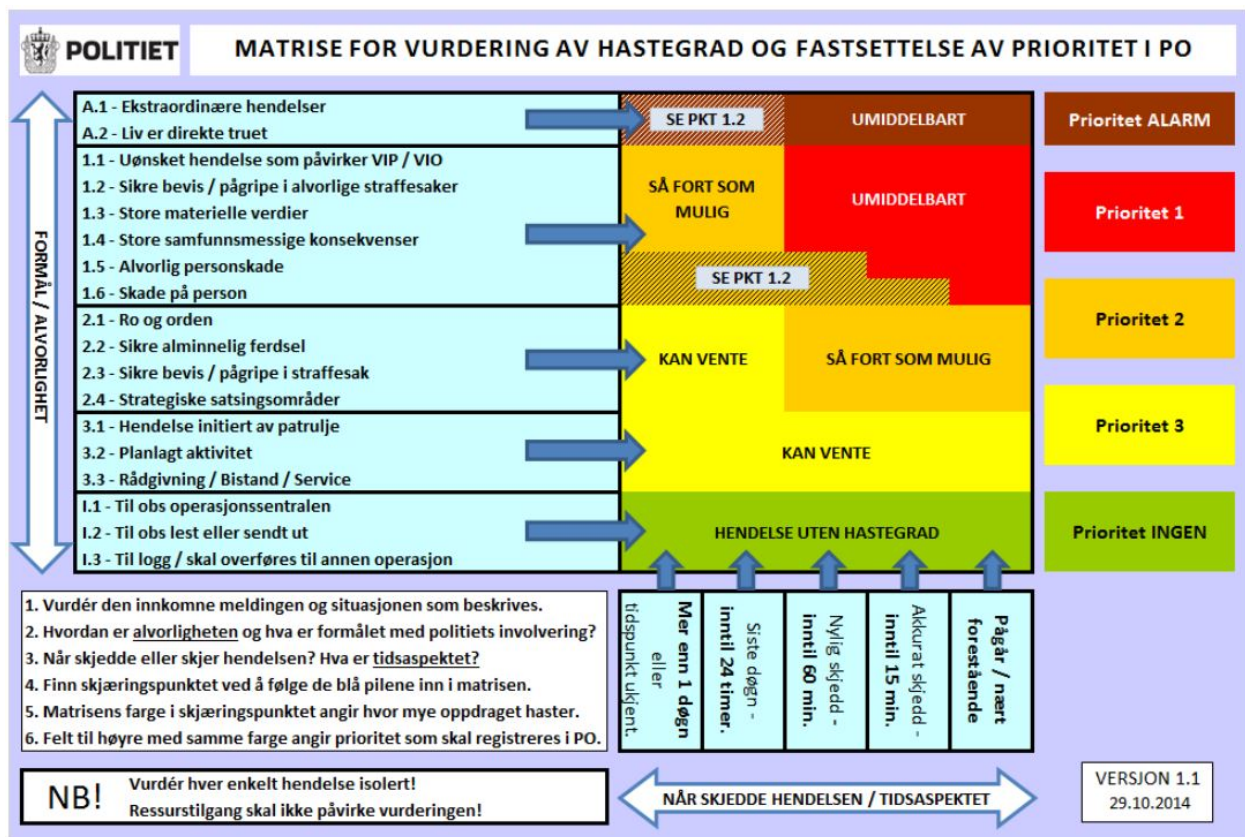 POLITIET
MATRISE FOR VURDERING AV HASTEGRAD OG FASTSETTELSE AV PRIORITET I PO
FORMÅL / ALVORLIGHET
A.1 - Ekstraordinære hendelser
A.2 - Liv er direkte truet
SE PKT 1.2
UMIDDELBART
Prioritet ALARM
1.1 - Uønsket hendelse som påvirker VIP / VIO
1.2 - Sikre bevis / pågripe i alvorlige straffesaker
1.3 - Store materielle verdier
1.4 - Store samfunnsmessige konsekvenser
1.5 - Alvorlig personskade
1.6 - Skade på person
SÅ FORT SOM
MULIG
UMIDDELBART
SE PKT 1.2
Prioritet 1
2.1 - Ro og orden
2.2 - Sikre alminnelig ferdsel
2.3 - Sikre bevis / pågripe i straffesak
2.4 - Strategiske satsingsområder
KAN VENTE
SÅ FORT SOM MULIG
Prioritet 2
3.1 - Hendelse initiert av patrulje
3.2 - Planlagt aktivitet
3.3 - Rådgivning / Bistand / Service
KAN VENTE
Prioritet 3
I.1 - Til obs operasjonssentralen
I.2 - Til obs lest eller sendt ut
I.3 - Til logg / skal overføres til annen operasjon
HENDELSE UTEN HASTEGRAD
Prioritet INGEN
1. Vurdér den innkomne meldingen og situasjonen som beskrives.
2. Hvordan er alvorligheten og hva er formålet med politiets involvering?
3. Når skjedde eller skjer hendelsen? Hva er tidsaspektet?
4. Finn skjæringspunktet ved å følge de blå pilene inn i matrisen.
5. Matrisens farge i skjæringspunktet angir hvor mye oppdraget haster.
6. Felt til høyre med samme farge angir prioritet som skal registreres i PO.
Mer enn 1 døgn
eller
tidspunkt ukjent.
Siste døgn -
inntil 24 timer.
Nylig skjedd -
inntil 60 min.
Akkurat skjedd -
inntil 15 min.
Pågår / nært
forestående
NB!
Vurdér hver enkelt hendelse isolert!
Ressurstilgang skal ikke påvirke vurderingen!
NÅR SKJEDDE HENDELSEN / TIDSASPEKTET
VERSJON 1.1
29.10.2014